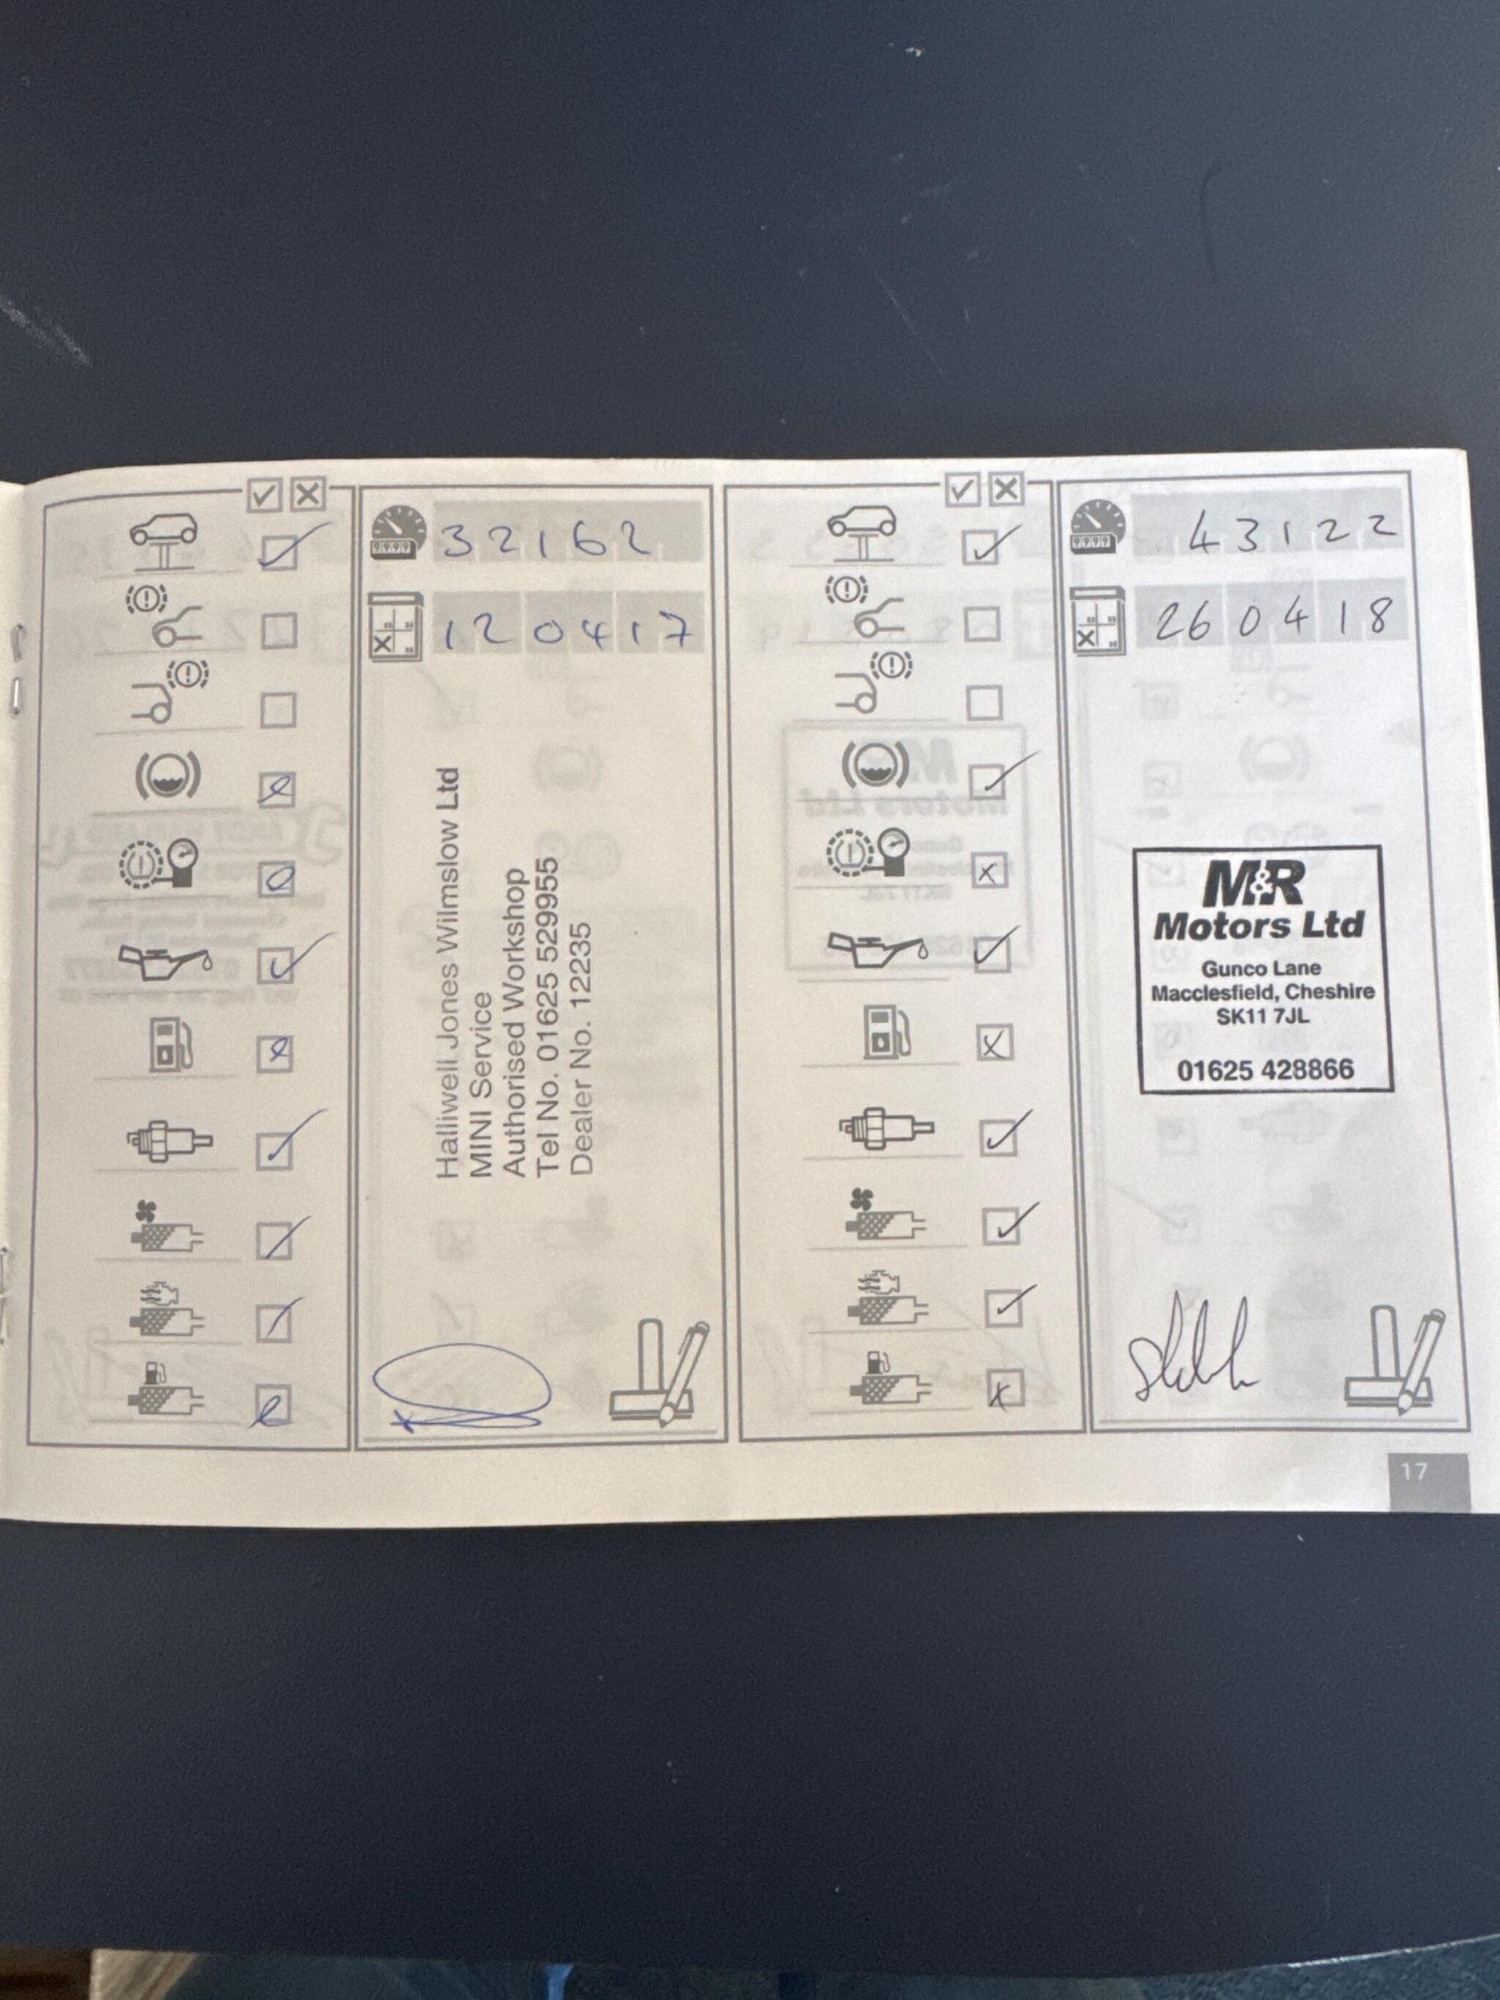 32162
120417
Halliwell Jones Wilmslow Ltd
MINI Service
Authorised Workshop
Tel No. 01625 529955
Dealer No. 12235
43122
260418
M&R
Motors Ltd
Gunco Lane
Macclesfield, Cheshire
SK11 7JL
01625 428866
17